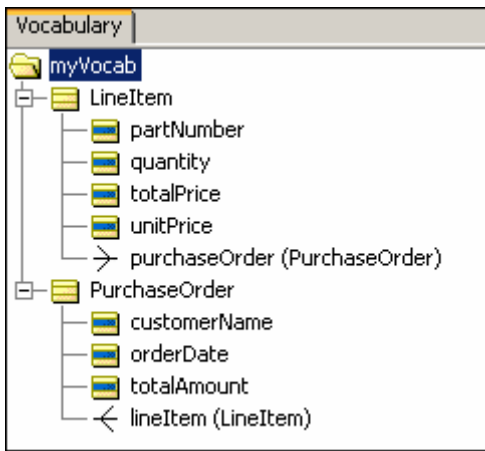 Vocabulary
myVocab
LineItem
partNumber
quantity
totalPrice
unitPrice
purchaseOrder (PurchaseOrder)
PurchaseOrder
customerName
orderDate
totalAmount
lineItem (LineItem)